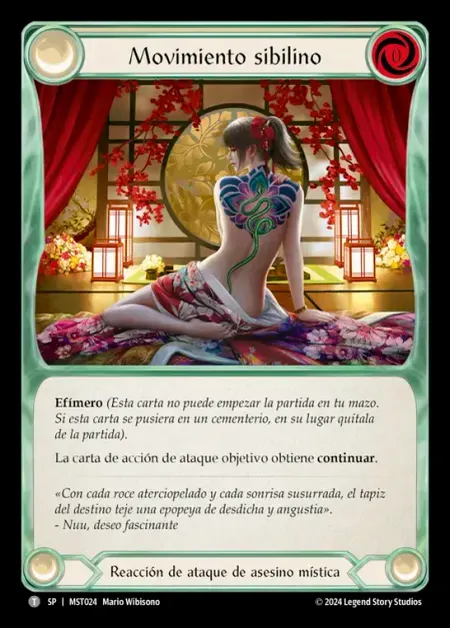 Movimiento sibilino
0
Efímero (Esta carta no puede empezar la partida en tu mazo.
Si esta carta se pusiera en un cementerio, en su lugar quítala
de la partida).
La carta de acción de ataque objetivo obtiene continuar.
«Con cada roce aterciopelado y cada sonrisa susurrada, el tapiz
del destino teje una epopeya de desdicha y angustia».
- Nuu, deseo fascinante
Reacción de ataque de asesino mística
T SP | MST024 Mario Wibisono © 2024 Legend Story Studios